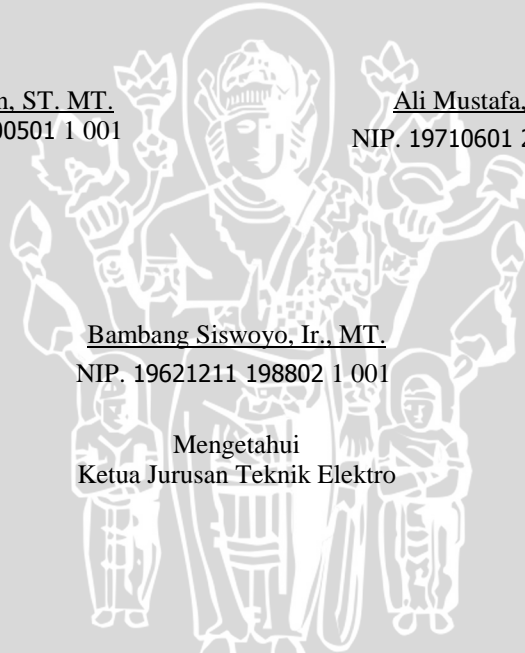 n, ST. MT.
00501 1 001
Ali Mustafa,
NIP. 19710601 2
Bambang Siswoyo, Ir., MT.
NIP. 19621211 198802 1 001
Mengetahui
Ketua Jurusan Teknik Elektro